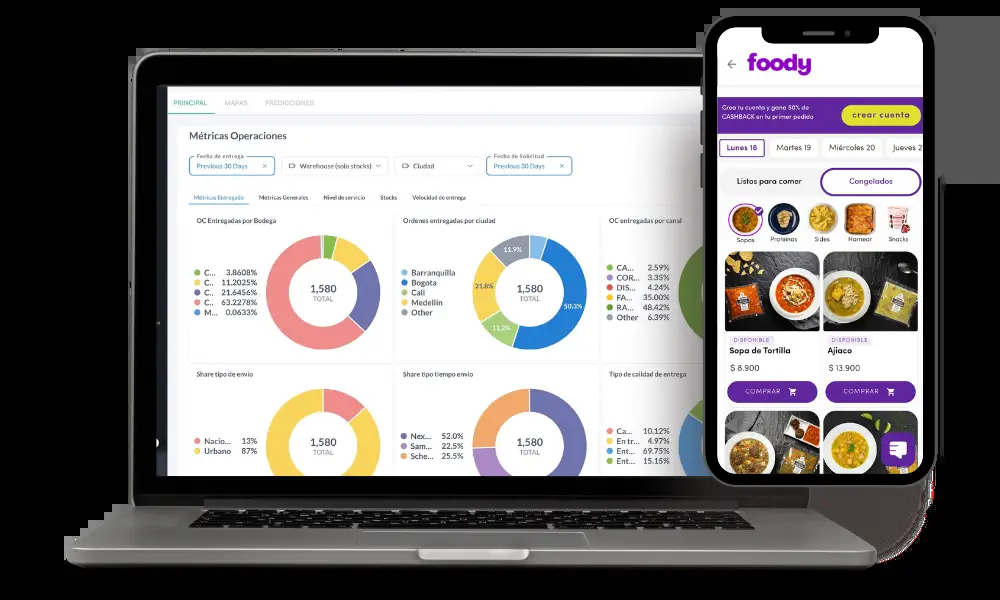 PRINCIPAL MAPAS PREDICCIONES
Métricas Operaciones
Fecha de entrega
Previous 30 Days ×
Warehouse (solo stocks)
Ciudad
Fecha de Solicitud
Previous 30 Days ×
Métricas Entregado Metricas Generales Nivel de servicio Stocks Velocidad de entrega
OC Entregadas por Bodega
C... 3.8608%
C... 11.2025%
C... 21.6456%
C... 63.2278%
M... 0.0633%
1,580
TOTAL
Ordenes entregadas por ciudad
Barranquilla
Bogota
Cali
Medellin
Other
11.9%
21.8%
11.2%
50.3%
1,580
TOTAL
OC entregadas por canal
CA... 2.59%
COR... 3.35%
DIS... 4.24%
FA... 35.00%
RA... 48.42%
Other 6.39%
Share tipo de envio
Nacio... 13%
Urbano 87%
1,580
TOTAL
Share tipo tiempo envio
Nex... 52.0%
Sam... 22.5%
Sche... 25.5%
1,580
TOTAL
Tipo de calidad de entrega
Ca... 10.12%
En tr... 4.97%
Ent... 69.75%
Ent... 15.15%
foody
Crea tu cuenta y gana 50% de
CASHBACK en tu primer pedido
crear cuenta
Lunes 18 Martes 19 Miércoles 20 Jueves 2
Listos para comer Congelados
Sopas Proteinas Sides Hornear Snacks
DISPONIBLE
Sopa de Tortilla
$ 8.900
COMPRAR
DISPONIBLE
Ajiaco
$ 13.900
COMPRAR